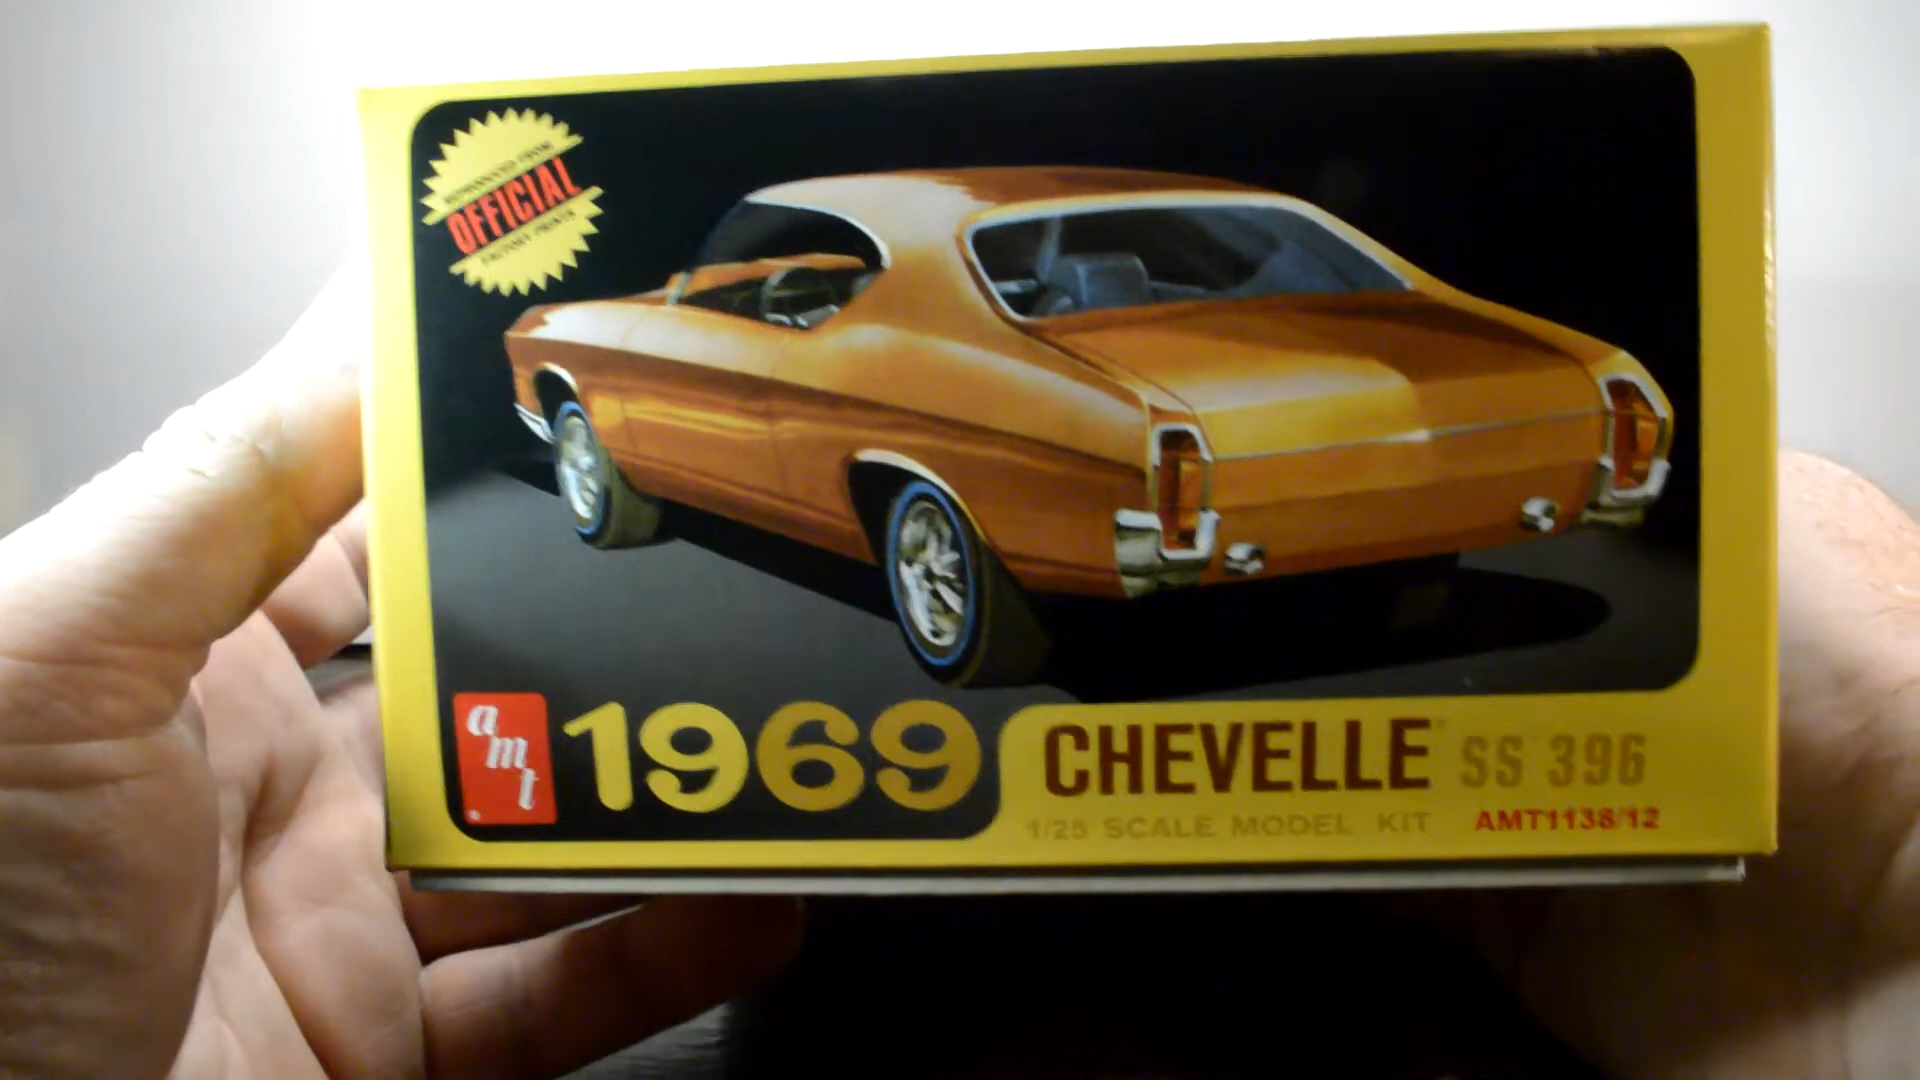 OFFICIAL
amt
1969
CHEVELLE SS 396
1/25 SCALE MODEL KIT AMT1138/12